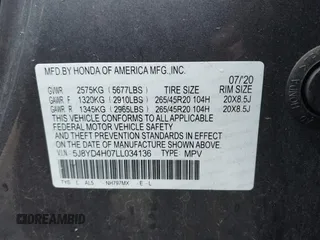 MFD BY HONDA OF AMERICA MFG.,INC.
07/'20
GVWR 2575KG (5677LBS) TIRE SIZE RIM SIZE
GAWR F 1320KG (2910LBS) 265/45R20 104H 20X8.5J
GAWR R 1345KG (2965LBS) 265/45R20 104H 20X8.5J
THIS VEHICLE CONFORMS TO ALL APPLICABLE
FEDERAL MOTOR VEHICLE SAFETY
AND THEFT PREVENTION STANDARDS IN EFFECT
ON THE DATE OF MANUFACTURE SHOWN ABOVE.
5J8YD4H07LL034136 TYPE: MPV
NH797MX E-L
DREAMBID